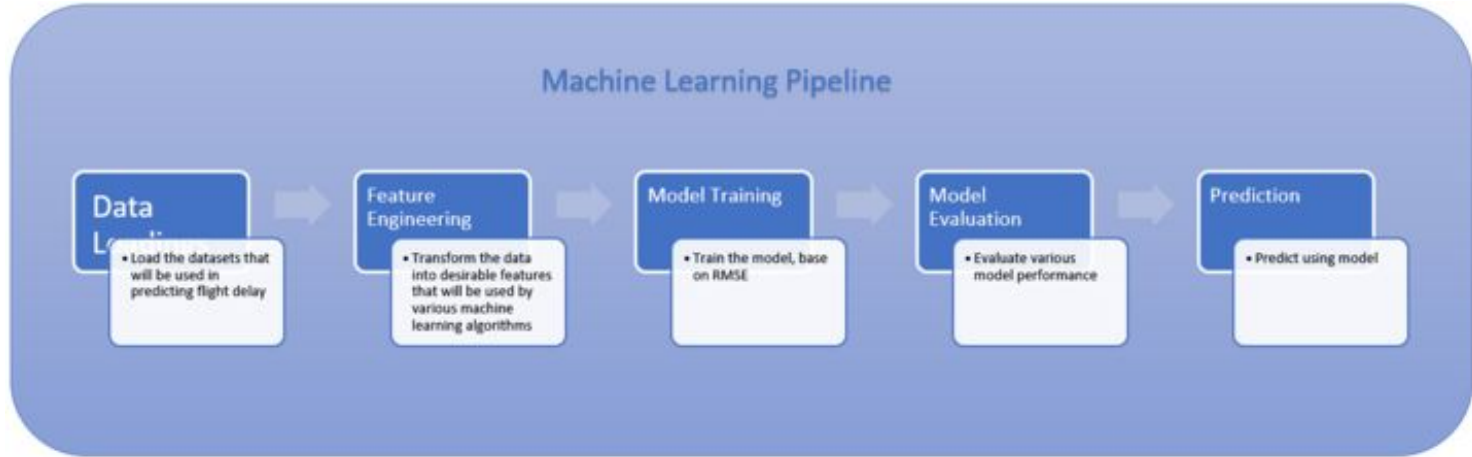 Machine Learning Pipeline
Data
Loadings
• Load the datasets that
will be used in
predicting flight delay
Feature
Engineering
• Transform the data
into desirable features
that will be used by
various machine
learning algorithms
Model Training
• Train the model, base
on RMSE
Model
Evaluation
• Evaluate various
model performance
Prediction
• Predict using model